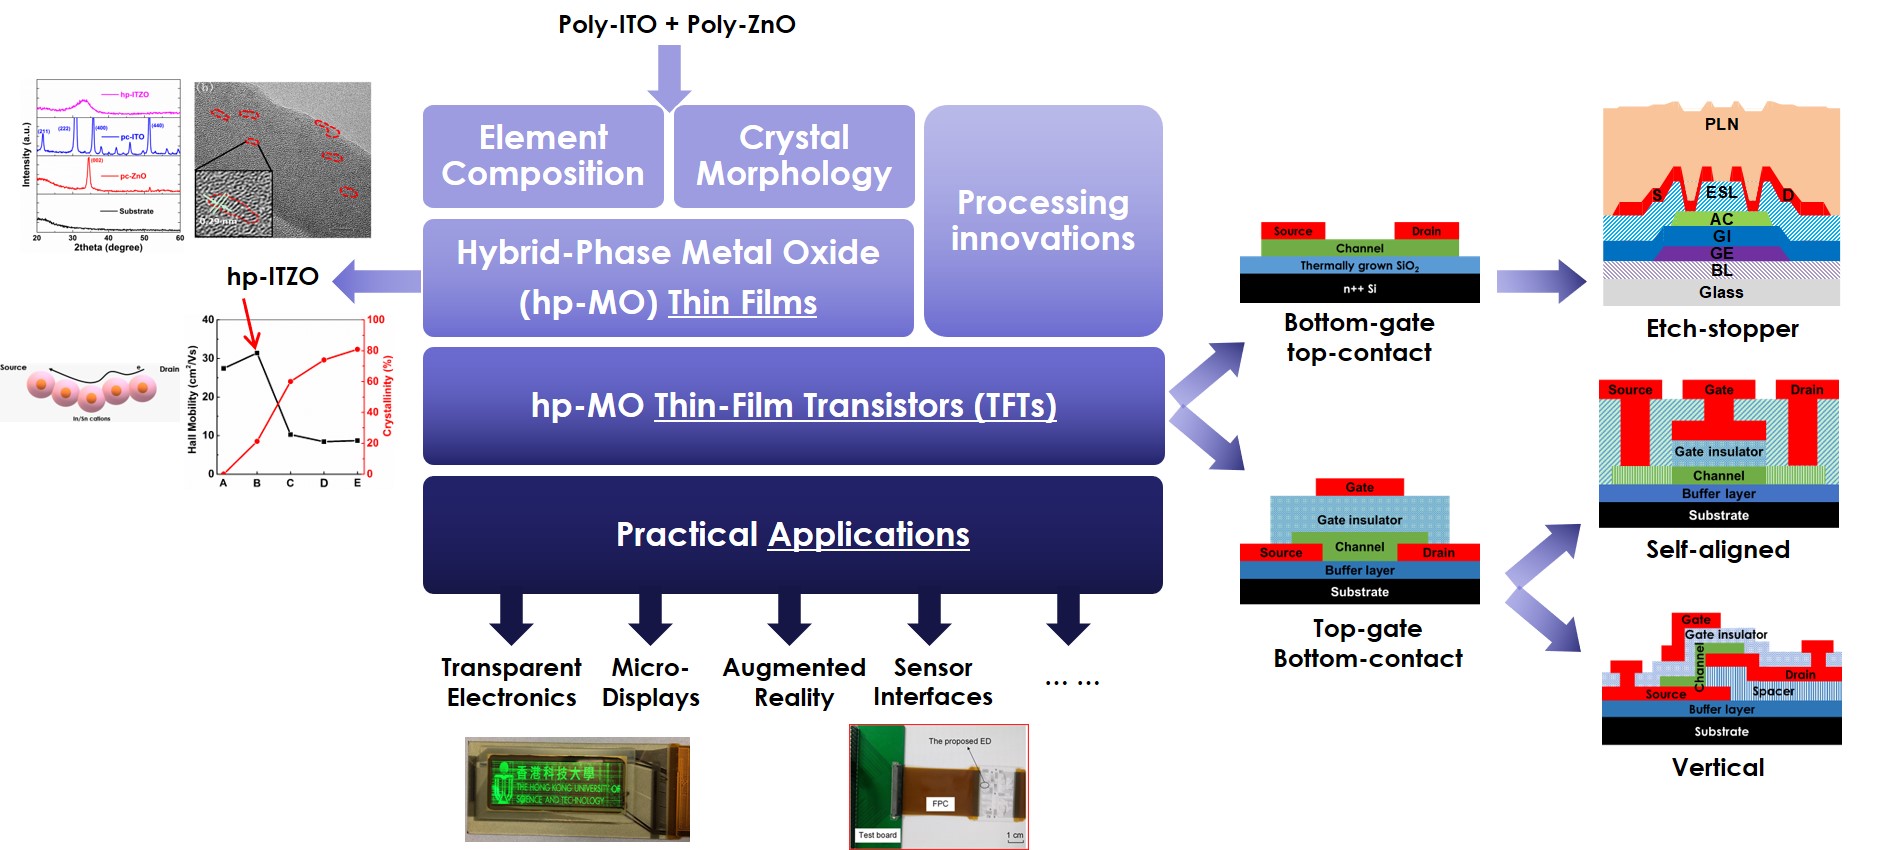 Poly-ITO + Poly-ZnO
Element
Composition
Crystal
Morphology
Processing
innovations
Hybrid-Phase Metal Oxide
(hp-MO) Thin Films
hp-MO Thin-Film Transistors (TFTs)
Practical Applications
Transparent
Electronics
Micro-
Displays
Augmented
Reality
Sensor
Interfaces
... ...
Intensity (a.u.)
hp-ITZO
(211)
(222)
(400)
(440)
pc-ITO
(002)
pc-ZnO
Substrate
20 30 40 50 60
2theta (degree)
(b)
0.29 nm
hp-ITZO
Source
e
Drain
In/Sn cations
Hall Mobility (cm²/Vs)
40
30
20
10
0
A B C D E
100
80
60
40
20
0
Crystallinity (%)
香港科技大學
THE HONG KONG UNIVERSITY OF
SCIENCE AND TECHNOLOGY
The proposed ED
FPC
Test board
1 cm
Source
Drain
Channel
Thermally grown SiO₂
n++ Si
Bottom-gate
top-contact
Gate
Gate insulator
Source
Channel
Drain
Buffer layer
Substrate
Top-gate
Bottom-contact
PLN
S
ESL
D
AC
GI
GE
BL
Glass
Etch-stopper
Source
Gate
Drain
Gate insulator
Channel
Buffer layer
Substrate
Self-aligned
Gate
Gate insulator
Channel
Drain
Source
Spacer
Buffer layer
Substrate
Vertical